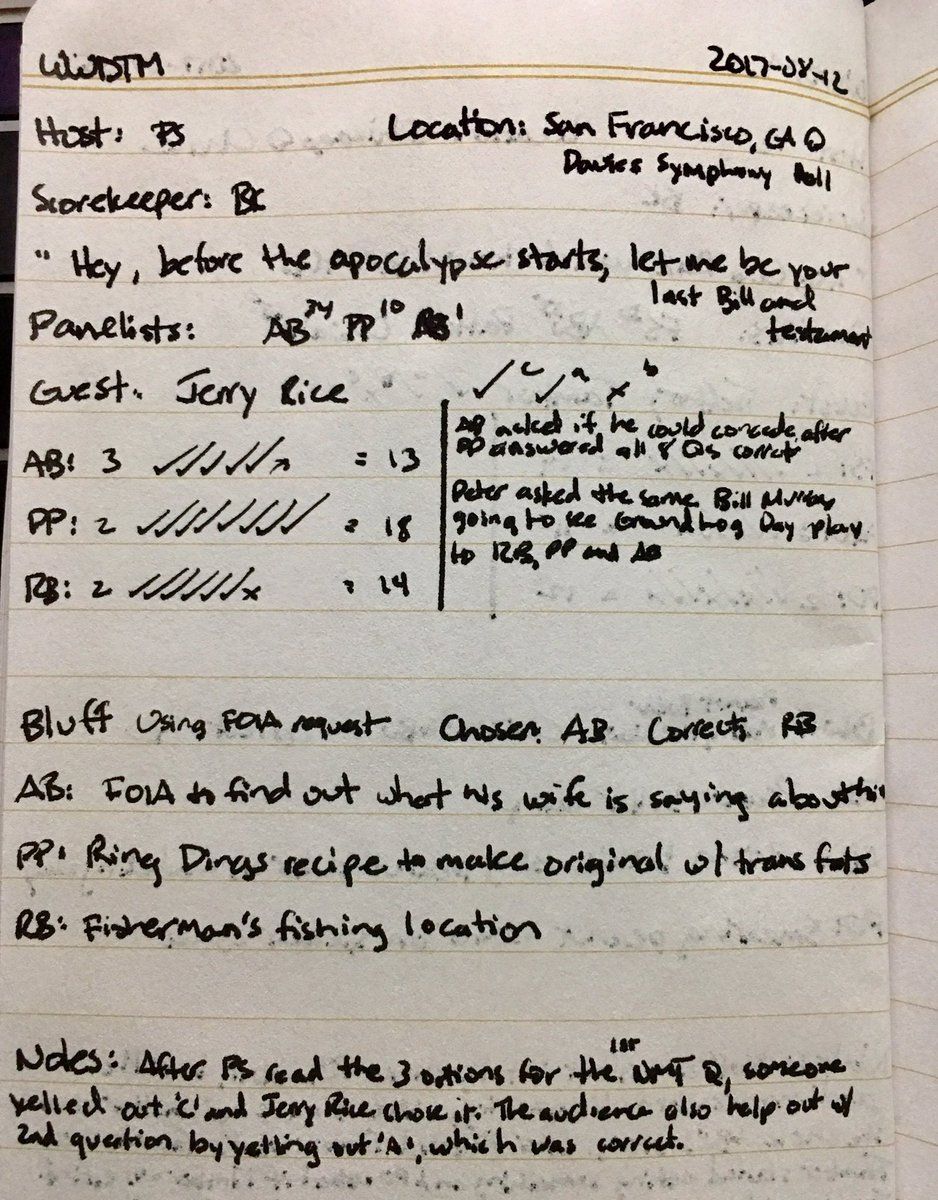 WWDTM 2017-08-12
Host: PS Location: San Francisco, CA
Davies Symphony Hall
Scorekeeper: BK
" Hey, before the apocalypse starts, let me be your
last Bill and
testament
Panelists: AB 34 PP 10 RB 1
Guest: Jerry Rice ✓c ✓a ×b
AB asked if he could concede after
PP answered all 8 Qs correct
AB: 3 ✓✓✓✓✓ = 13
Peter asked the same Bill Murray
going to see Groundhog Day play
to RB, PP and AB
PP: 2 ✓✓✓✓✓✓✓✓ = 18
RB: 2 ✓✓✓✓✓✓× = 14
Bluff Using FOIA request Chosen: AB Correct: RB
AB: FOIA to find out what his wife is saying about
PP: Ring Dings recipe to make original w/ trans fats
RB: Fisherman's fishing location
Notes: After PS read the 3 options for the 1st NMJ Q, someone
yelled out 'C' and Jerry Rice chose it. The audience also help out w/
2nd question by yelling out 'A', which was correct.